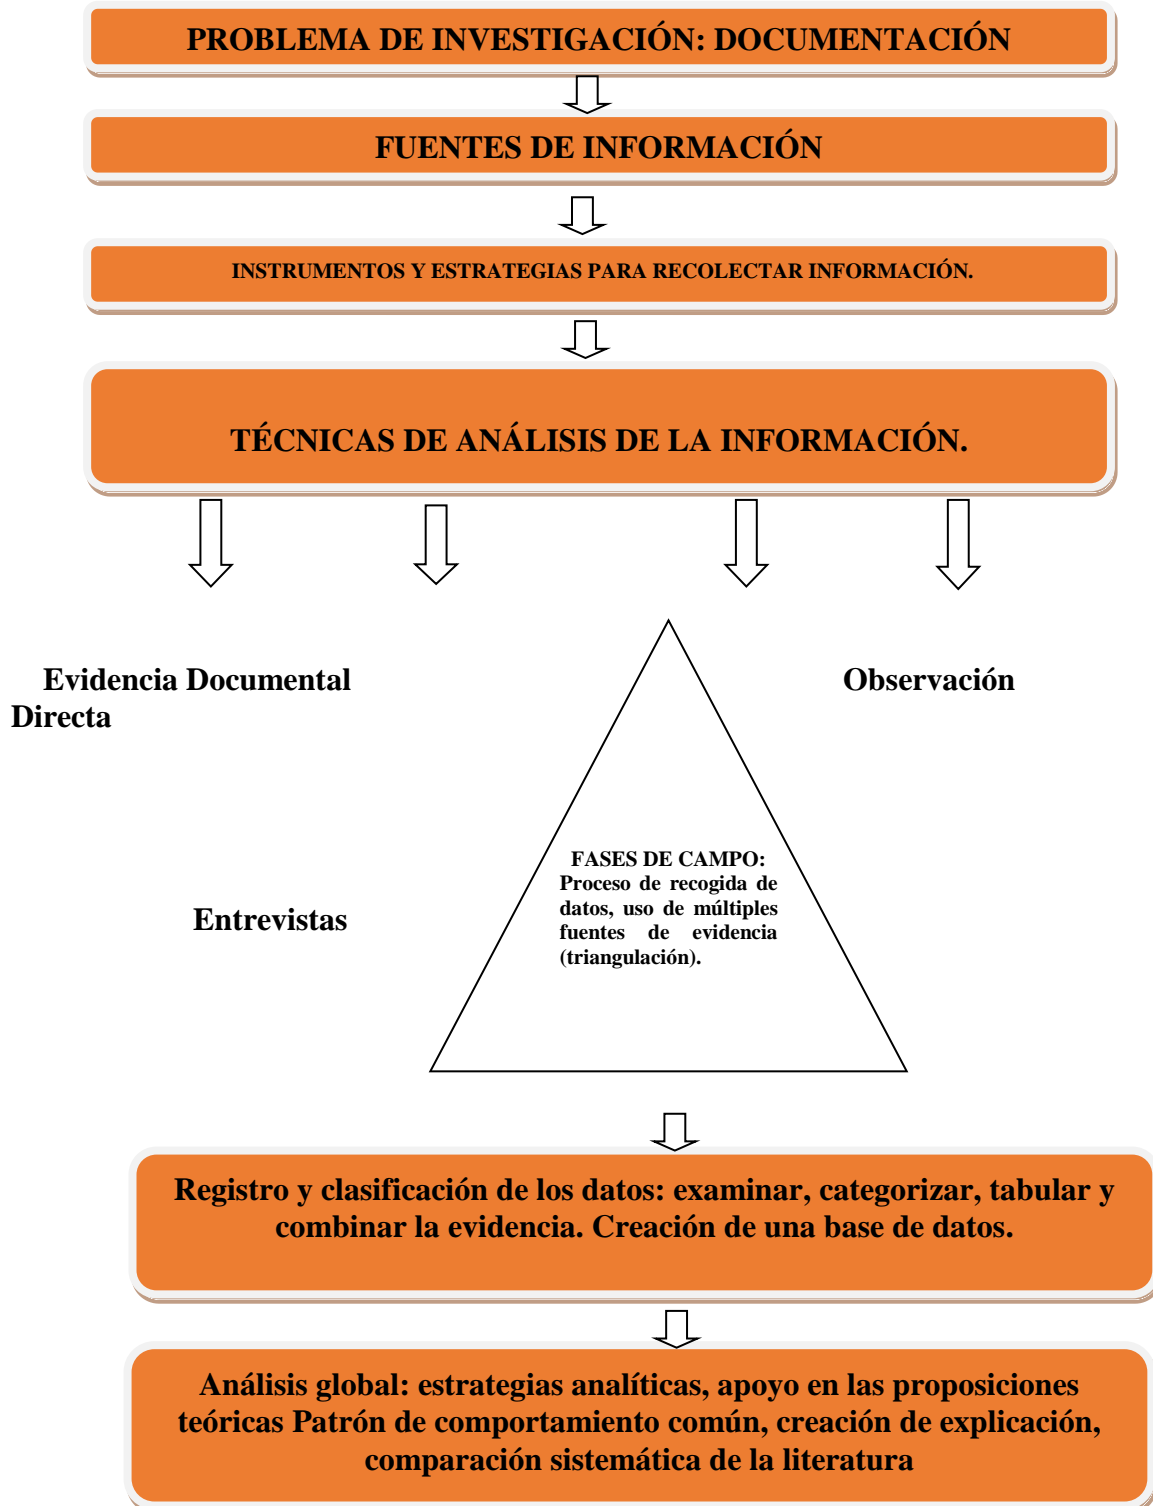 PROBLEMA DE INVESTIGACIÓN: DOCUMENTACIÓN
FUENTES DE INFORMACIÓN
INSTRUMENTOS Y ESTRATEGIAS PARA RECOLECTAR INFORMACIÓN.
TÉCNICAS DE ANÁLISIS DE LA INFORMACIÓN.
Evidencia Documental Observación
Directa
FASES DE CAMPO:
Proceso de recogida de
datos, uso de múltiples
fuentes de evidencia
(triangulación).
Entrevistas
Registro y clasificación de los datos: examinar, categorizar, tabular y
combinar la evidencia. Creación de una base de datos.
Análisis global: estrategias analíticas, apoyo en las proposiciones
teóricas Patrón de comportamiento común, creación de explicación,
comparación sistemática de la literatura